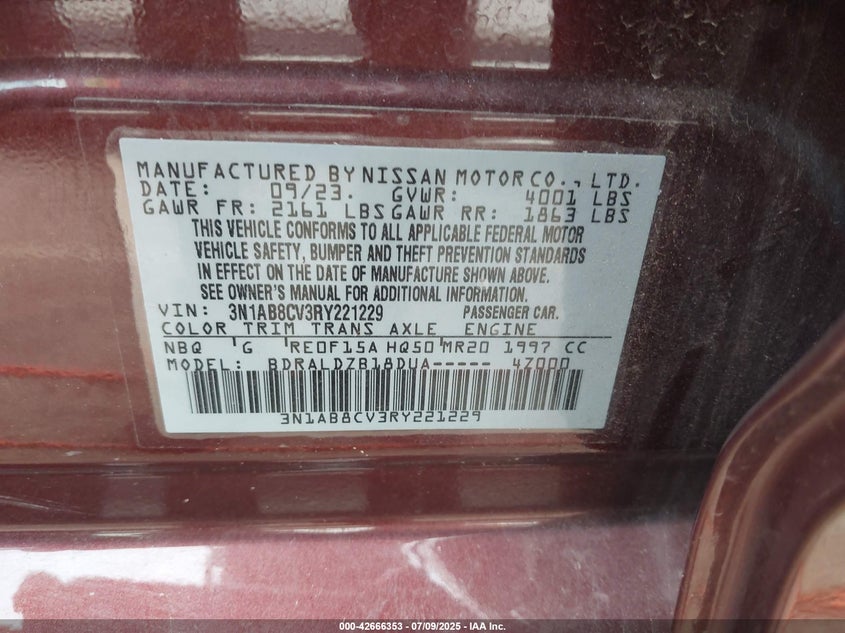 MANUFACTURED BY NISSAN MOTOR CO., LTD.
DATE: 09/23. GVWR: 4001 LBS
GAWR FR: 2161 LBS GAWR RR: 1863 LBS
THIS VEHICLE CONFORMS TO ALL APPLICABLE FEDERAL MOTOR
VEHICLE SAFETY, BUMPER AND THEFT PREVENTION STANDARDS
IN EFFECT ON THE DATE OF MANUFACTURE SHOWN ABOVE.
SEE OWNER'S MANUAL FOR ADDITIONAL INFORMATION.
VIN: 3N1AB8CV3RY221229 PASSENGER CAR.
COLOR TRIM TRANS AXLE ENGINE
NBQ G RE0F15A HQ50 MR20 1997 CC
MODEL: BDRALDZB18DUA----- 4Z000
3N1AB8CV3RY221229
000-42666353 - 07/09/2025 - IAA Inc.